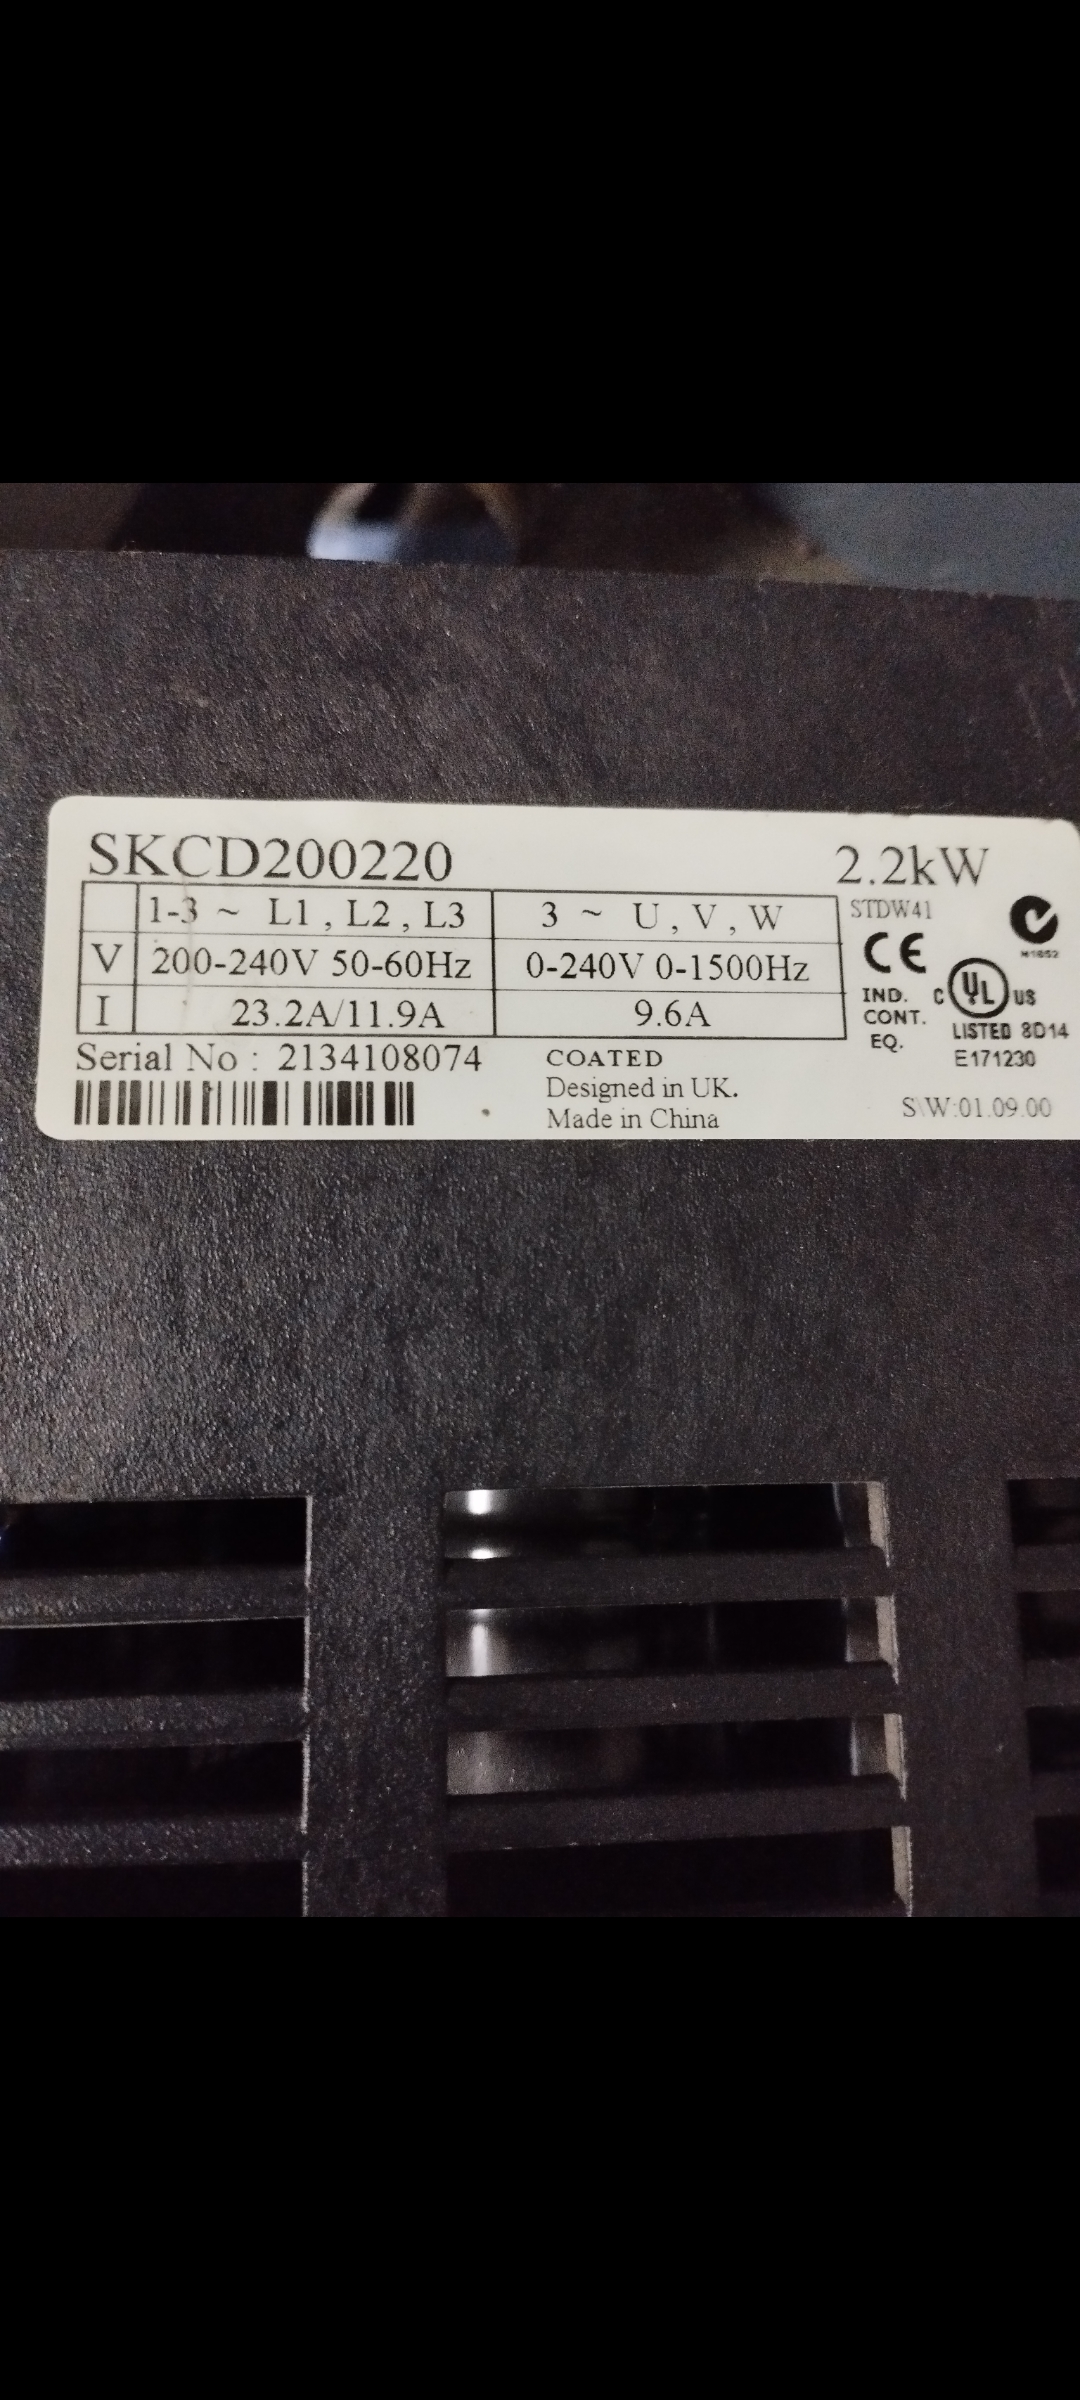 SKCD200220 2.2kW
1-3 ~ L1 , L2 , L3 3 ~ U , V , W STDW41
V 200-240V 50-60Hz 0-240V 0-1500Hz CE N1652
I 23.2A/11.9A 9.6A IND. CONT. EQ. C UL US LISTED 8D14 E171230
Serial No : 2134108074 COATED
Designed in UK.
Made in China S\W:01.09.00